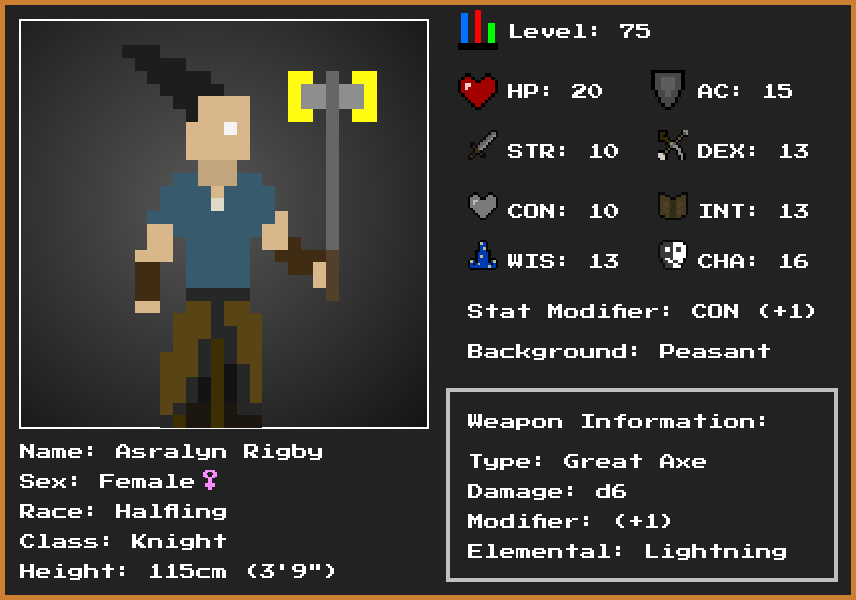 Level: 75
HP: 20
AC: 15
STR: 10
DEX: 13
CON: 10
INT: 13
WIS: 13
CHA: 16
Stat Modifier: CON (+1)
Background: Peasant
Weapon Information:
Type: Great Axe
Damage: d6
Modifier: (+1)
Elemental: Lightning
Name: Asralyn Rigby
Sex: Female♀
Race: Halfling
Class: Knight
Height: 115cm (3'9")